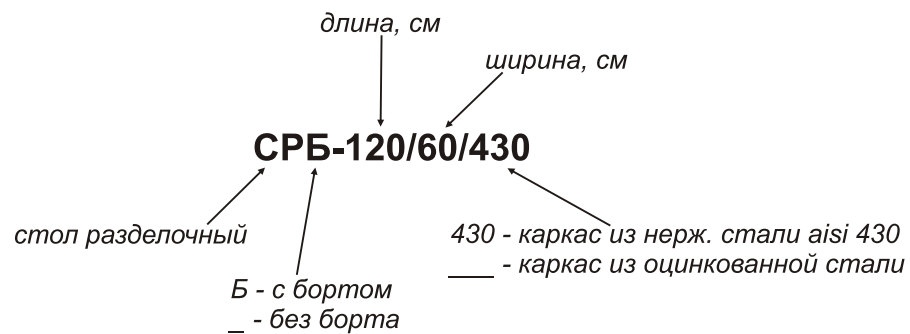 длина, см
ширина, см
СРБ-120/60/430
стол разделочный
430 - каркас из нерж. стали aisi 430
___ - каркас из оцинкованной стали
Б - с бортом
_ - без борта